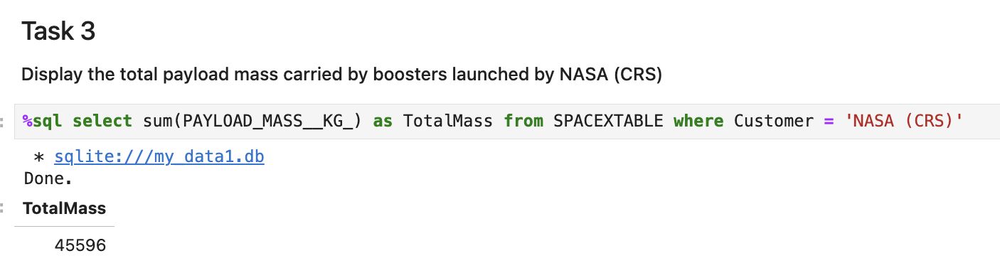 Task 3
Display the total payload mass carried by boosters launched by NASA (CRS)
%sql select sum(PAYLOAD_MASS__KG_) as TotalMass from SPACEXTABLE where Customer = 'NASA (CRS)'
* sqlite:///my_data1.db
Done.
TotalMass
45596